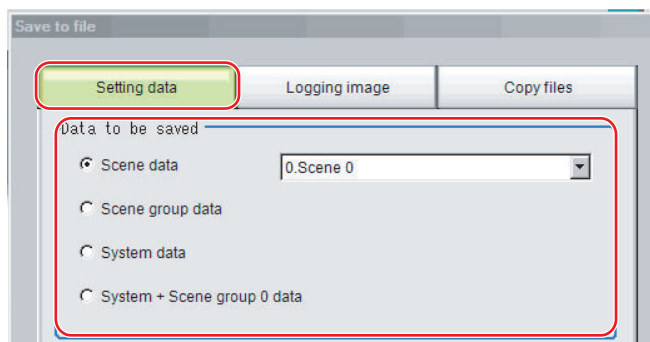 Save to file
Setting data Logging image Copy files
Data to be saved
Scene data 0.Scene 0
Scene group data
System data
System + Scene group 0 data